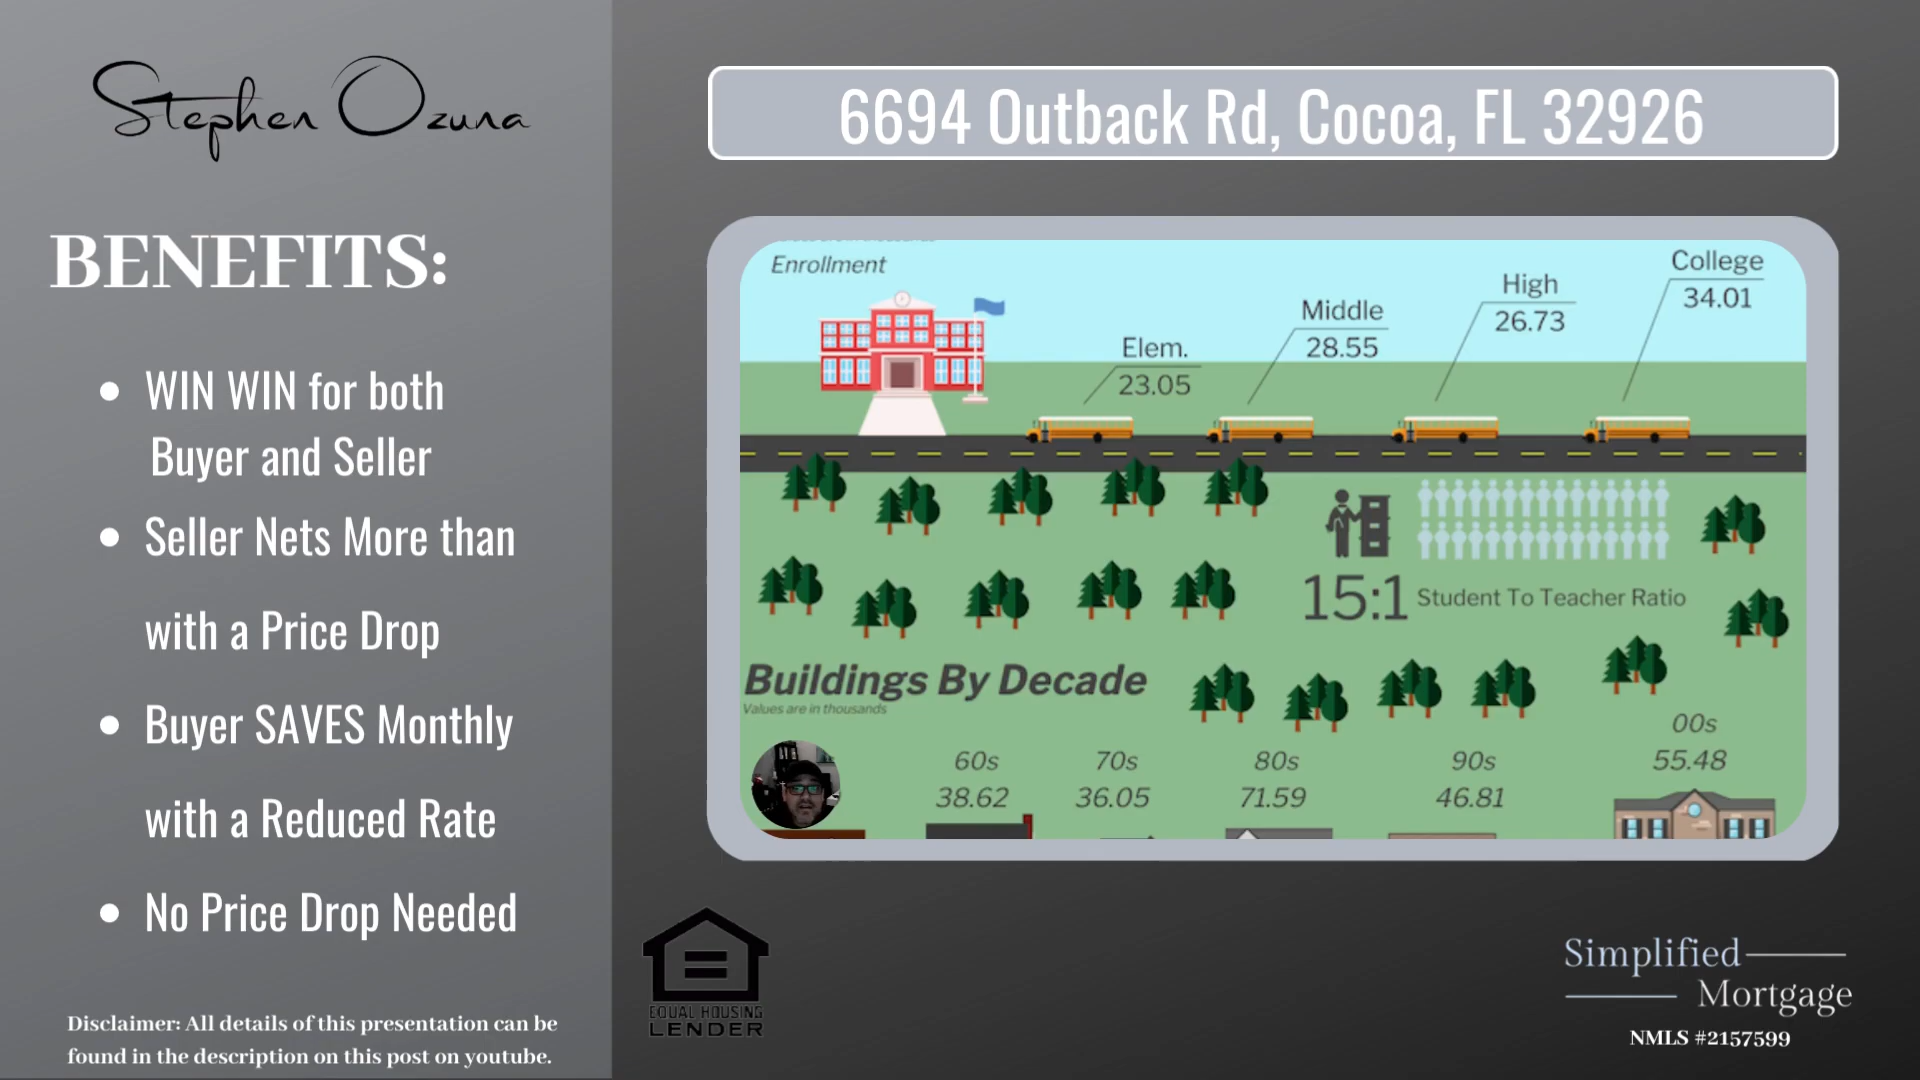 Stephen Ozuna
6694 Outback Rd, Cocoa, FL 32926
BENEFITS:
WIN WIN for both
Buyer and Seller
Seller Nets More than
with a Price Drop
Buyer SAVES Monthly
with a Reduced Rate
No Price Drop Needed
Disclaimer: All details of this presentation can be
found in the description on this post on youtube.
Enrollment
Elem.
23.05
Middle
28.55
High
26.73
College
34.01
15:1 Student To Teacher Ratio
Buildings By Decade
Values are in thousands
60s
38.62
70s
36.05
80s
71.59
90s
46.81
00s
55.48
EQUAL HOUSING
LENDER
Simplified
Mortgage
NMLS #2157599